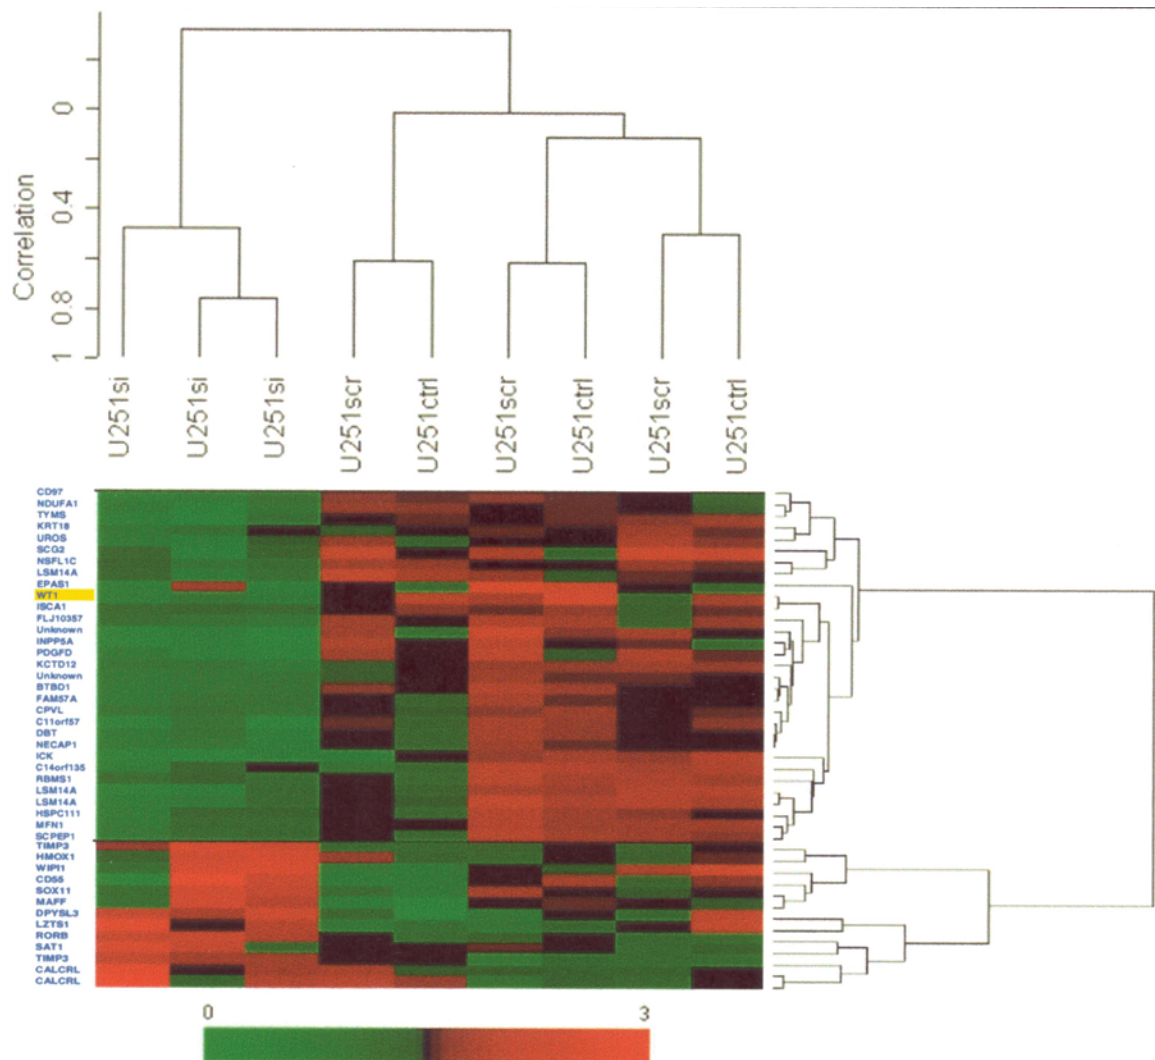 Correlation
0
0.4
0.8
1
U251si
U251si
U251si
U251scr
U251ctrl
U251scr
U251ctrl
U251scr
U251ctrl
CD97
NDUFA1
TYMS
KRT18
UROS
SCG2
NSFL1C
LSM14A
EPAS1
WT1
ISCA1
FLJ10357
Unknown
INPP5A
PDGFD
KCTD12
Unknown
BTBD1
FAM57A
CPVL
C11orf57
DBT
NECAP1
ICK
C14orf135
RBMS1
LSM14A
LSM14A
HSPC111
MFN1
SCPEP1
TIMP3
HMOX1
WIPI1
CD55
SOX11
MAFF
DPYSL3
LZTS1
RORB
SAT1
TIMP3
CALCRL
CALCRL
0
3